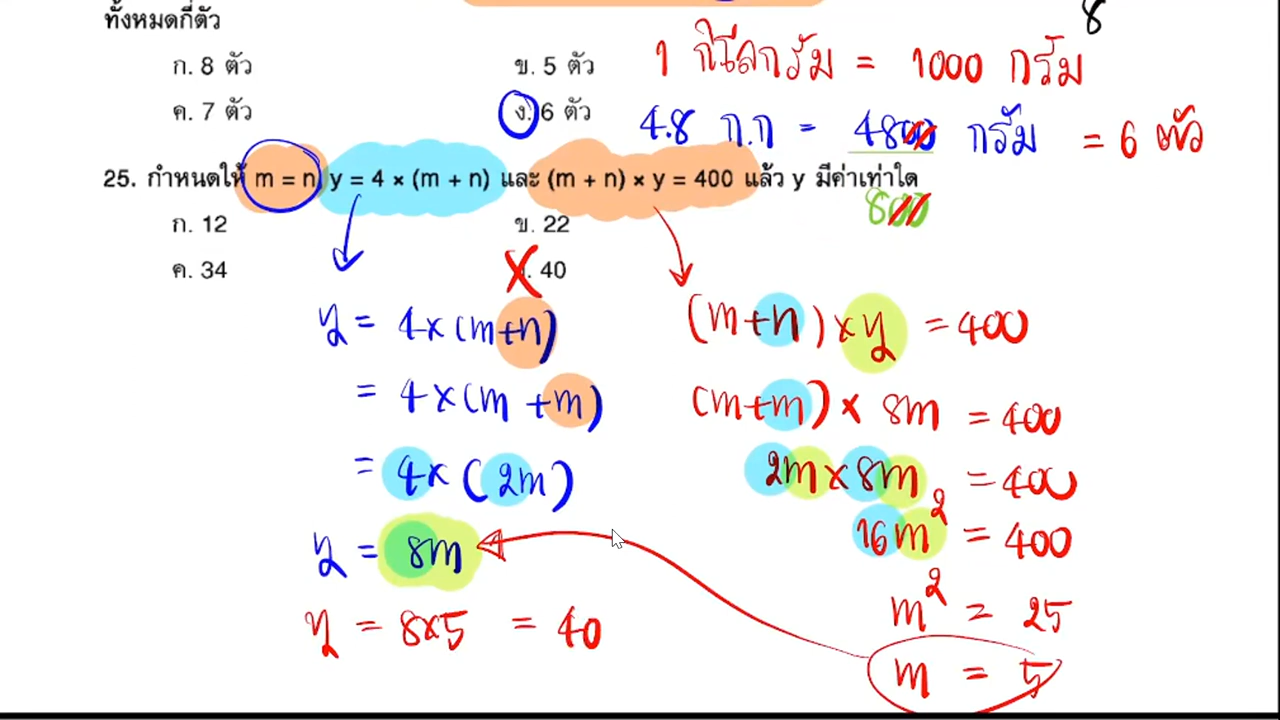 ทั้งหมดกี่ตัว
8
ก. 8 ตัว
ข. 5 ตัว
1 กิโลกรัม = 1000 กรัม
ค. 7 ตัว
ง. 6 ตัว
4.8 ก.ก = 4800 กรัม = 6 ตัว
800
25. กำหนดให้ m = n y = 4 × (m + n) และ (m + n) × y = 400 แล้ว y มีค่าเท่าใด
ก. 12
ข. 22
ค. 34
. 40
y = 4×(m+n)
= 4×(m+m)
= 4×(2m)
y = 8m
y = 8×5 = 40
(m+n)×y = 400
(m+m)× 8m = 400
2m×8m = 400
16m² = 400
m² = 25
m = 5